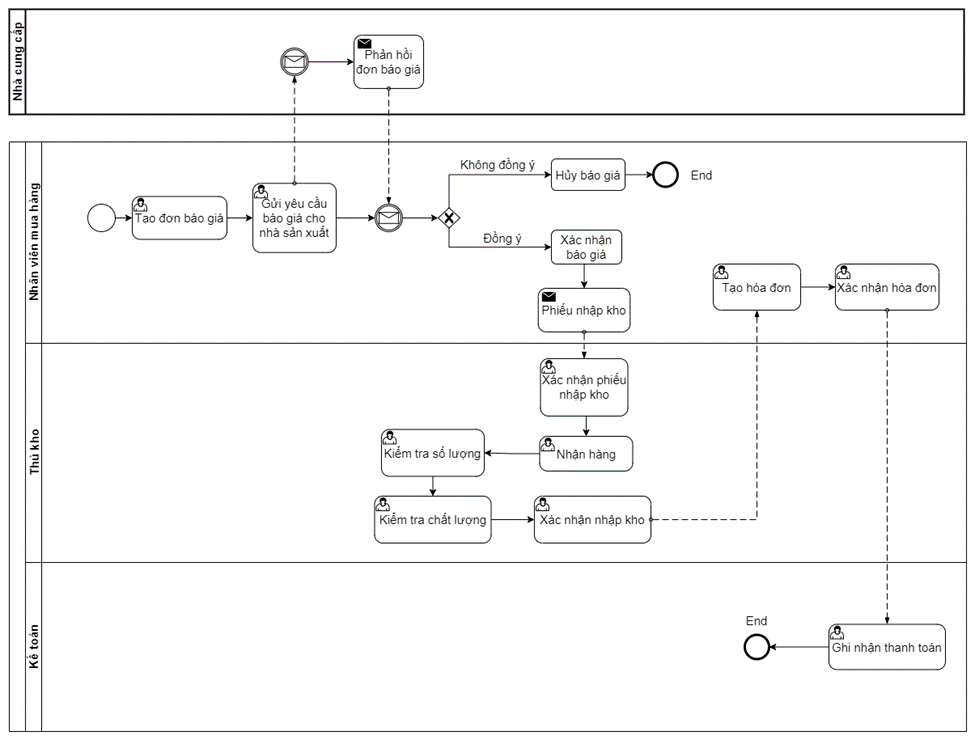 Nhà cung cấp
Phản hồi
đơn báo giá
Nhân viên mua hàng
Tạo đơn báo giá
Gửi yêu cầu
báo giá cho
nhà sản xuất
Không đồng ý
Hủy báo giá
End
Đồng ý
Xác nhận
báo giá
Phiếu nhập kho
Tạo hóa đơn
Xác nhận hóa đơn
Thủ kho
Xác nhận phiếu
nhập kho
Nhận hàng
Kiểm tra số lượng
Kiểm tra chất lượng
Xác nhận nhập kho
Kế toán
End
Ghi nhận thanh toán